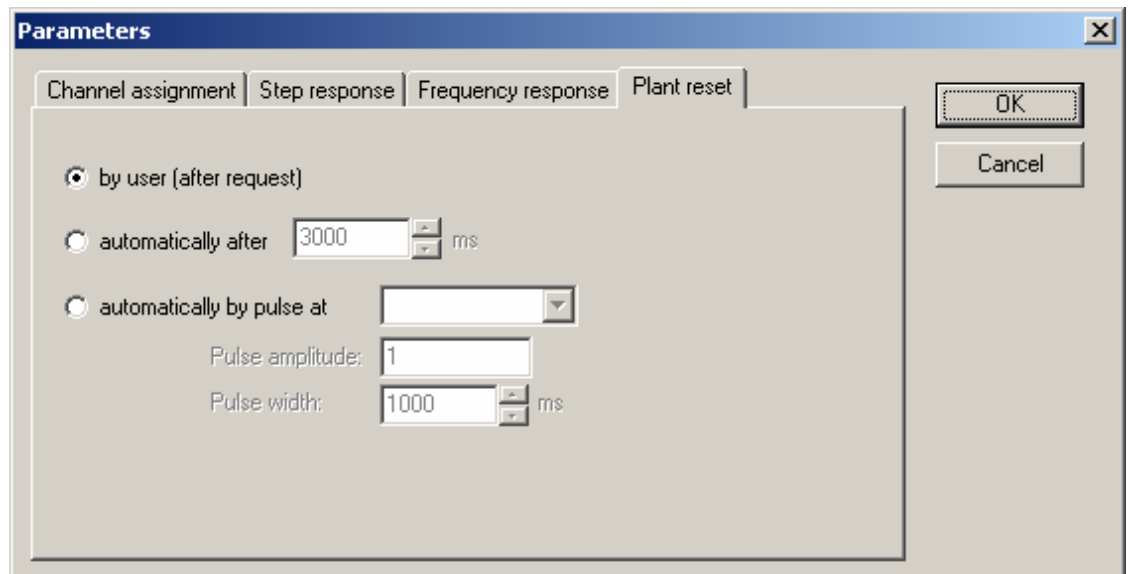 Parameters
Channel assignment Step response Frequency response Plant reset
OK
Cancel
by user (after request)
automatically after 3000 ms
automatically by pulse at
Pulse amplitude: 1
Pulse width: 1000 ms